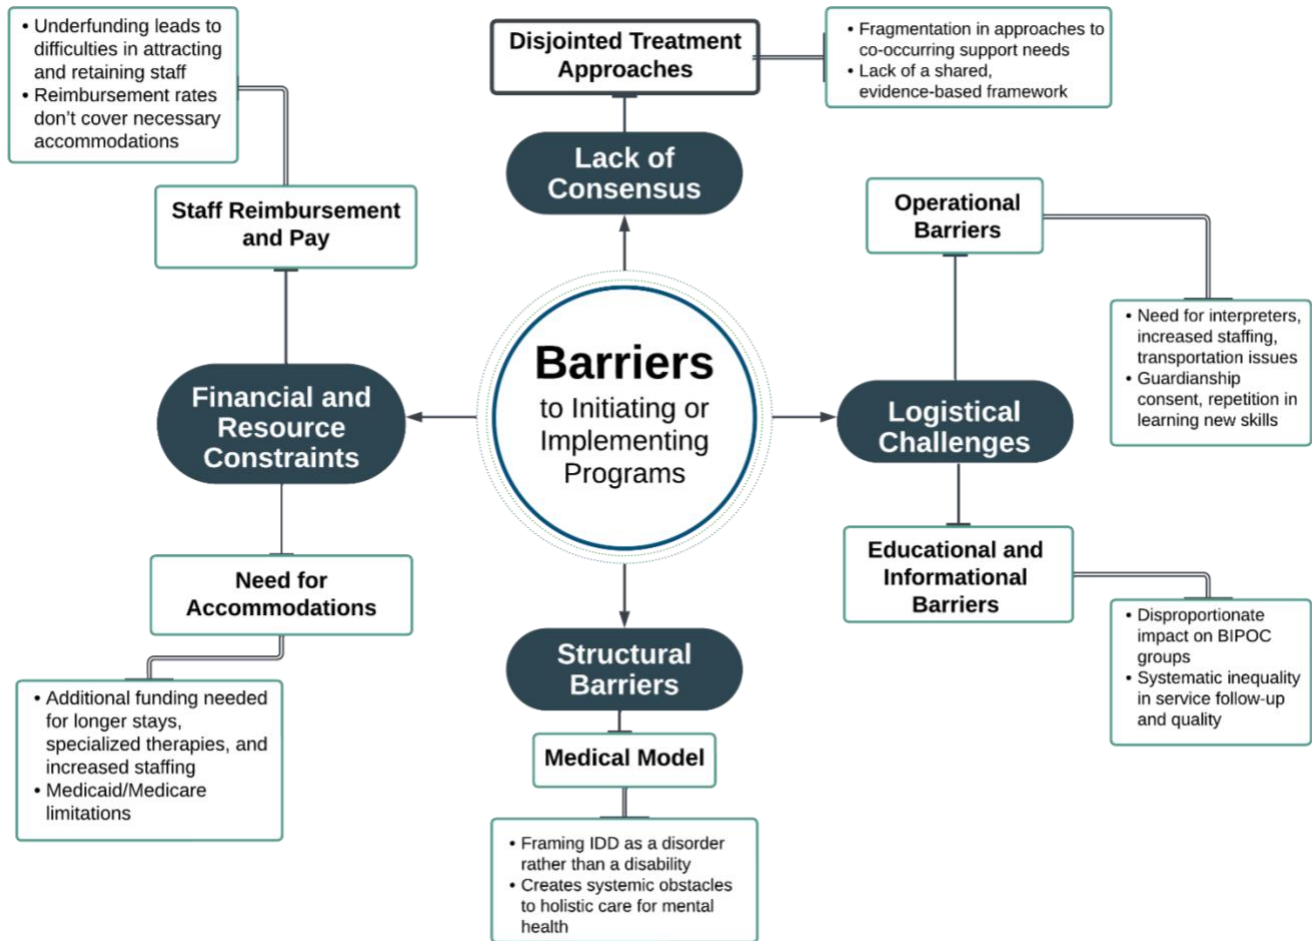 Barriers
to Initiating or
Implementing
Programs
Lack of
Consensus
Disjointed Treatment
Approaches
• Fragmentation in approaches to
co-occurring support needs
• Lack of a shared,
evidence-based framework
Logistical
Challenges
Operational
Barriers
• Need for interpreters,
increased staffing,
transportation issues
• Guardianship
consent, repetition in
learning new skills
Educational and
Informational
Barriers
• Disproportionate
impact on BIPOC
groups
• Systematic inequality
in service follow-up
and quality
Structural
Barriers
Medical Model
• Framing IDD as a disorder
rather than a disability
• Creates systemic obstacles
to holistic care for mental
health
Financial and
Resource
Constraints
Staff Reimbursement
and Pay
• Underfunding leads to
difficulties in attracting
and retaining staff
• Reimbursement rates
don’t cover necessary
accommodations
Need for
Accommodations
• Additional funding needed
for longer stays,
specialized therapies, and
increased staffing
• Medicaid/Medicare
limitations